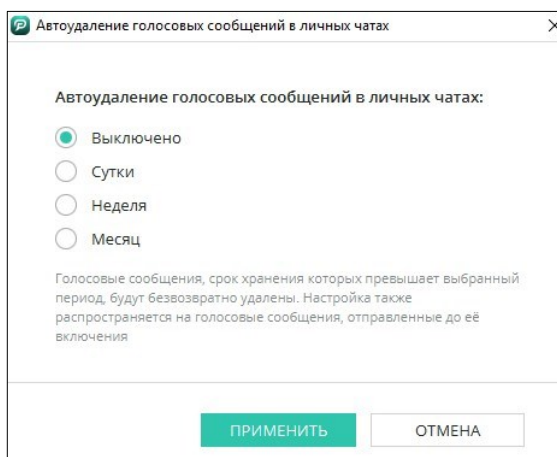 Автоудаление голосовых сообщений в личных чатах
Автоудаление голосовых сообщений в личных чатах:
Выключено
Сутки
Неделя
Месяц
Голосовые сообщения, срок хранения которых превышает выбранный
период, будут безвозвратно удалены. Настройка также
распространяется на голосовые сообщения, отправленные до её
включения
ПРИМЕНИТЬ
ОТМЕНА